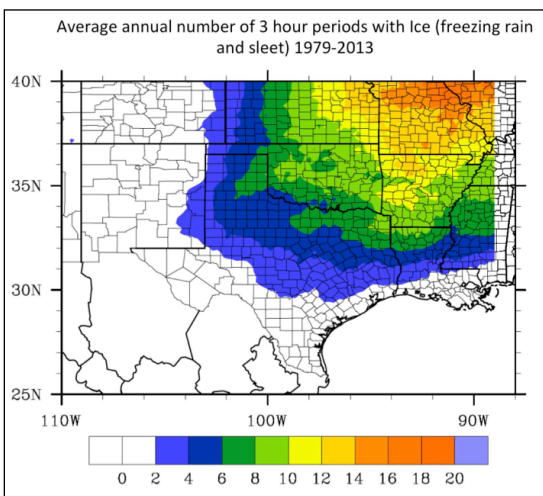 Average annual number of 3 hour periods with Ice (freezing rain
and sleet) 1979-2013
40N
35N
30N
25N
110W 100W 90W
0 2 4 6 8 10 12 14 16 18 20